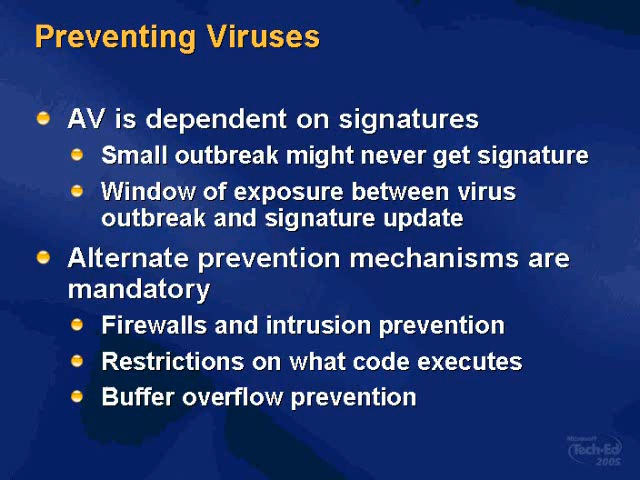 Preventing Viruses
AV is dependent on signatures
Small outbreak might never get signature
Window of exposure between virus
outbreak and signature update
Alternate prevention mechanisms are
mandatory
Firewalls and intrusion prevention
Restrictions on what code executes
Buffer overflow prevention
Microsoft
Tech·Ed
2005